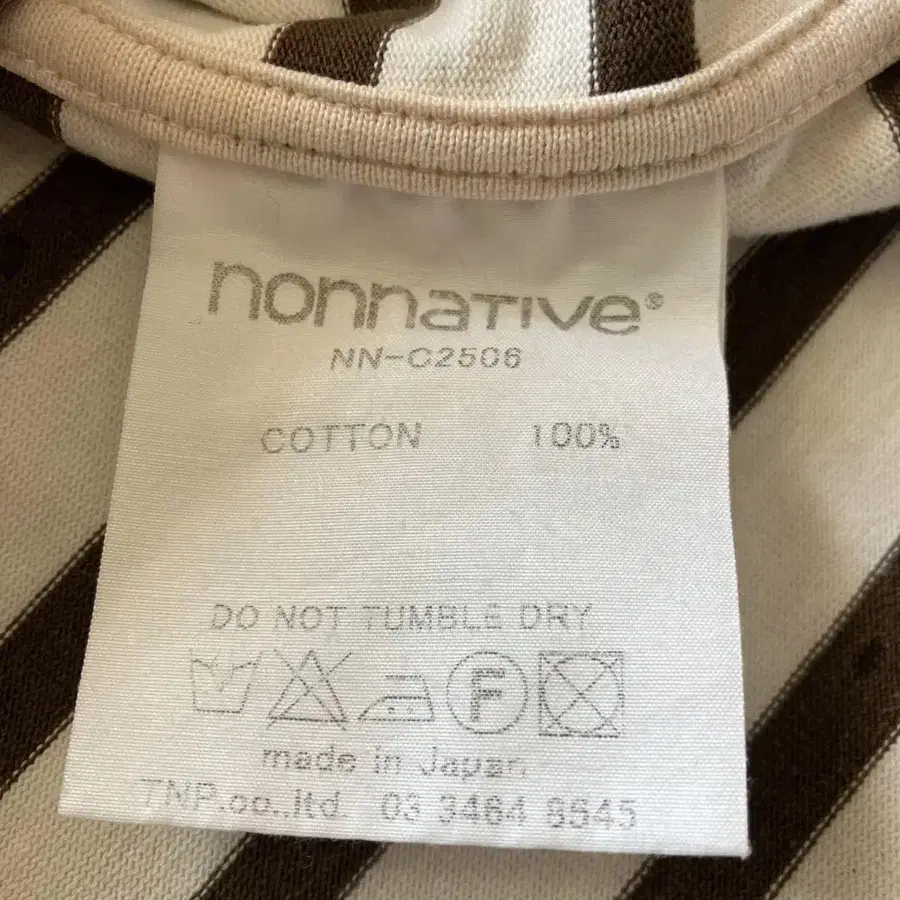 nonnative®
NN-C2506
COTTON 100%
DO NOT TUMBLE DRY
F
made in Japan
TNP.co.,ltd. 03 3464 8545